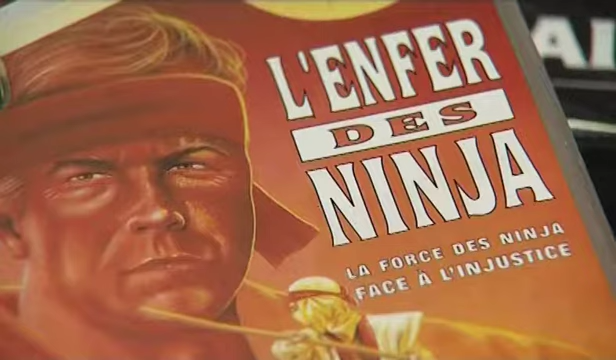 L'ENFER
DES
NINJA
LA FORCE DES NINJA
FACE À L'INJUSTICE